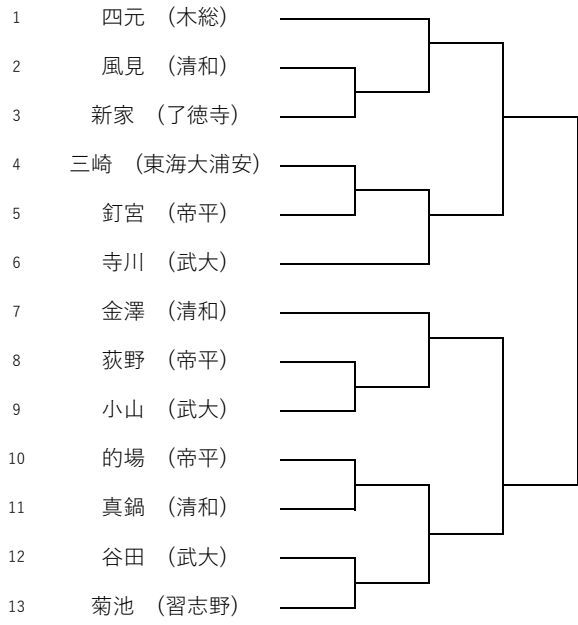 1 四元 （木総）
2 風見 （清和）
3 新家 （了徳寺）
4 三崎 （東海大浦安）
5 釘宮 （帝平）
6 寺川 （武大）
7 金澤 （清和）
8 荻野 （帝平）
9 小山 （武大）
10 的場 （帝平）
11 真鍋 （清和）
12 谷田 （武大）
13 菊池 （習志野）